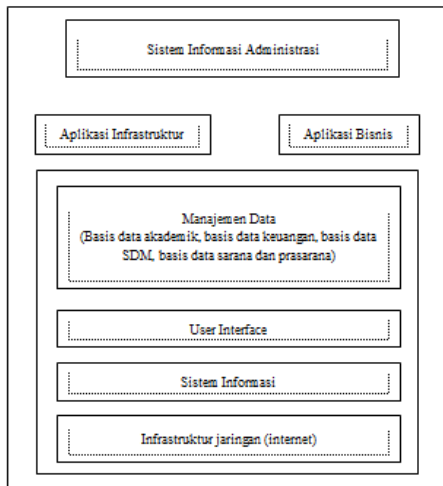 Sistem Informasi Administrasi
Aplikasi Infrastruktur
Aplikasi Bisnis
Manajemen Data
(Basis data akademik, basis data keuangan, basis data
SDM, basis data sarana dan prasarana)
User Interface
Sistem Informasi
Infrastruktur jaringan (internet)